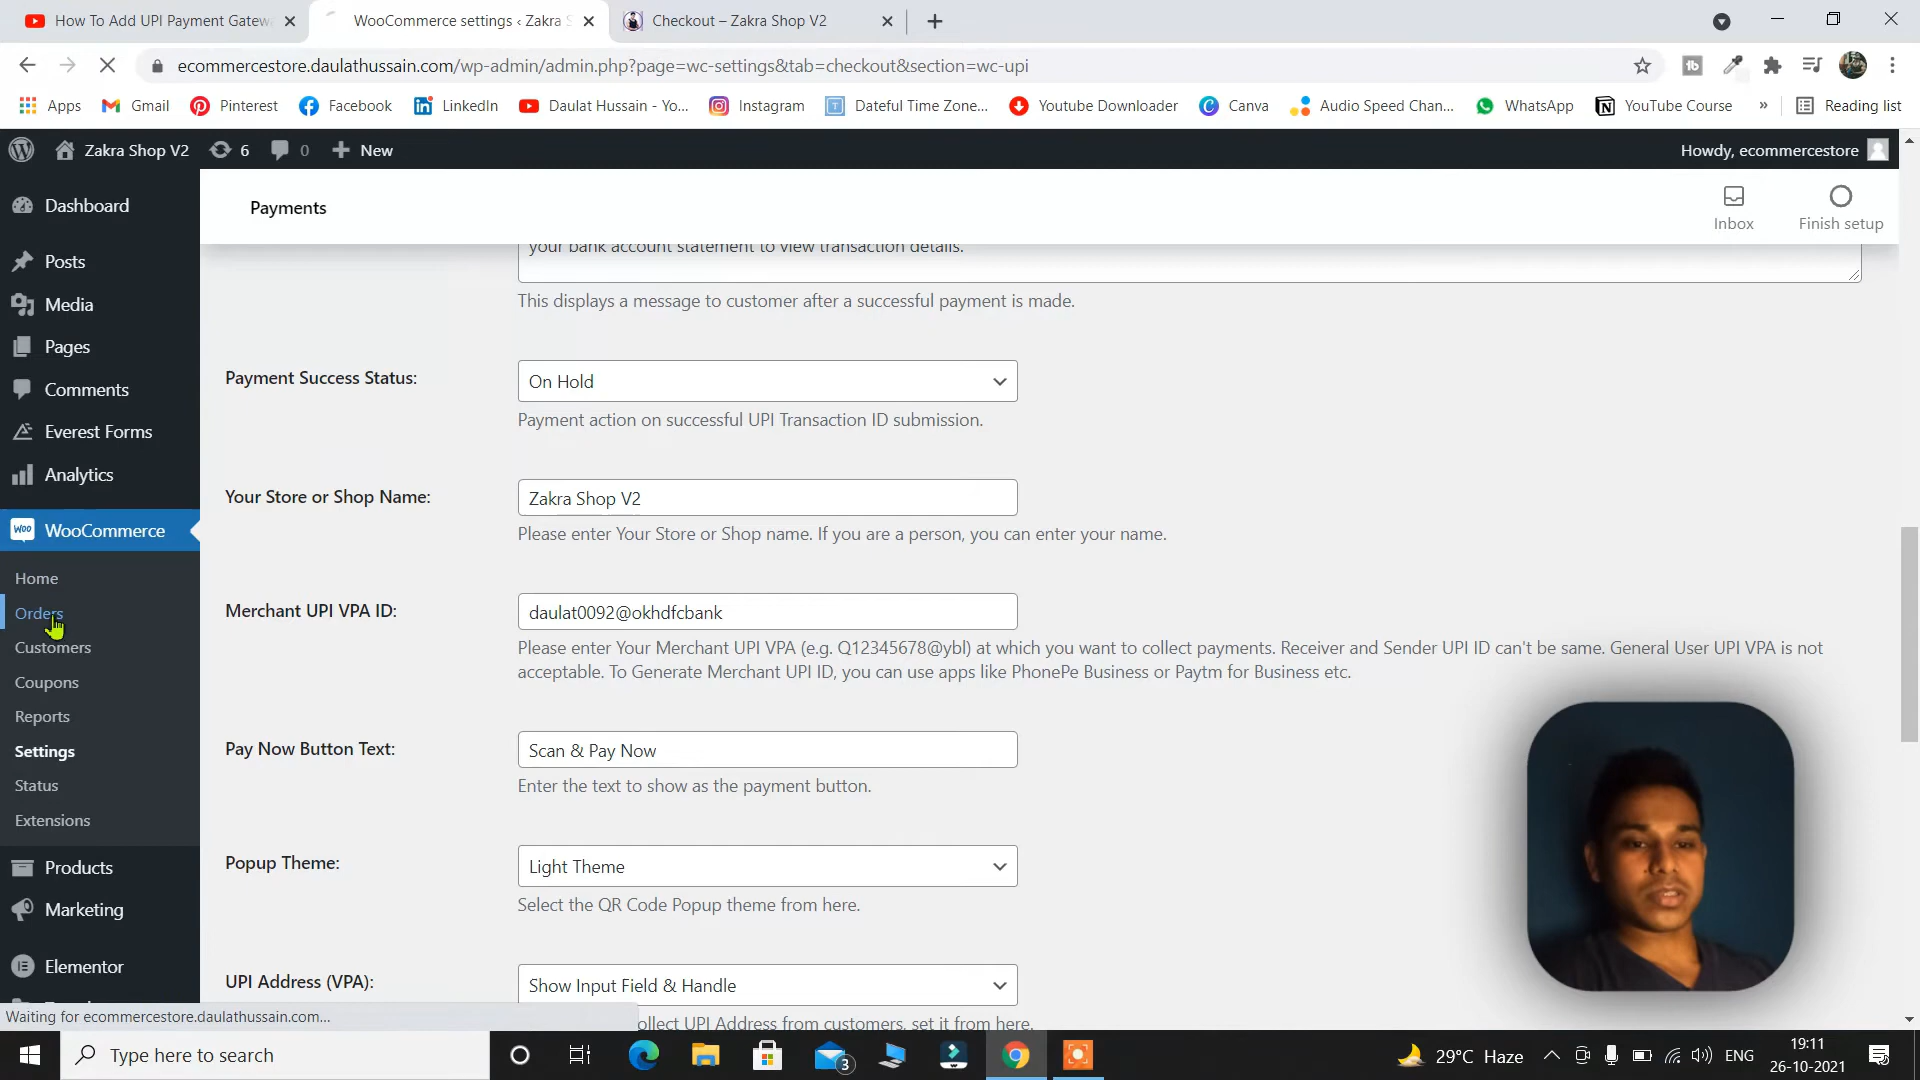 How To Add UPI Payment Gatew
WooCommerce settings ‹ Zakra S
Checkout – Zakra Shop V2
ecommercestore.daulathussain.com/wp-admin/admin.php?page=wc-settings&tab=checkout&section=wc-upi
Apps
Gmail
Pinterest
Facebook
LinkedIn
Daulat Hussain - Yo...
Instagram
Dateful Time Zone...
Youtube Downloader
Canva
Audio Speed Chan...
WhatsApp
YouTube Course
»
Reading list
Zakra Shop V2
6
0
New
Howdy, ecommercestore
Dashboard
Posts
Media
Pages
Comments
Everest Forms
Analytics
WooCommerce
Home
Orders
Customers
Coupons
Reports
Settings
Status
Extensions
Products
Marketing
Elementor
Payments
Inbox
Finish setup
your bank account statement to view transaction details.
This displays a message to customer after a successful payment is made.
Payment Success Status:
On Hold
Payment action on successful UPI Transaction ID submission.
Your Store or Shop Name:
Zakra Shop V2
Please enter Your Store or Shop name. If you are a person, you can enter your name.
Merchant UPI VPA ID:
daulat0092@okhdfcbank
Please enter Your Merchant UPI VPA (e.g. Q12345678@ybl) at which you want to collect payments. Receiver and Sender UPI ID can't be same. General User UPI VPA is not
acceptable. To Generate Merchant UPI ID, you can use apps like PhonePe Business or Paytm for Business etc.
Pay Now Button Text:
Scan & Pay Now
Enter the text to show as the payment button.
Popup Theme:
Light Theme
Select the QR Code Popup theme from here.
UPI Address (VPA):
Show Input Field & Handle
ollect UPI Address from customers, set it from here.
Waiting for ecommercestore.daulathussain.com...
Type here to search
3
29°C Haze
ENG
19:11
26-10-2021